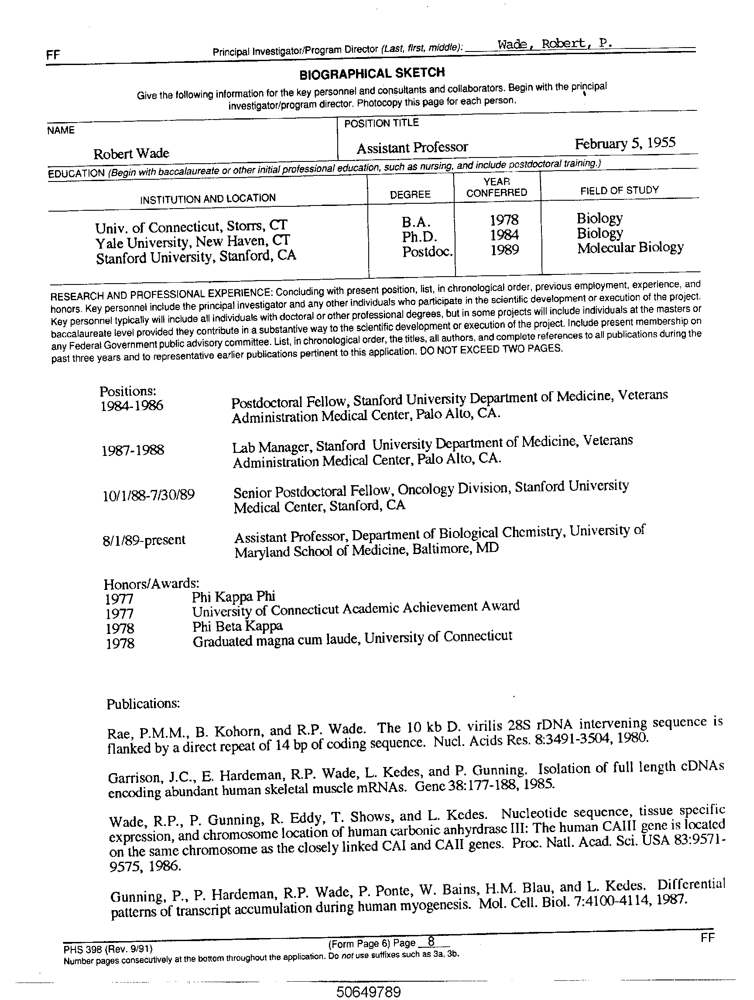 FF
Principal Investigator/Program Director (Last, first, middle): Wade, Robert, P.
BIOGRAPHICAL SKETCH
Give the following information for the key personnel and consultants and collaborators. Begin with the principal
investigator/program director. Photocopy this page for each person.
NAME
POSITION TITLE
Robert Wade
Assistant Professor
February 5, 1955
EDUCATION (Begin with baccalaureate or other initial professional education, such as nursing, and include postdoctoral training.)
INSTITUTION AND LOCATION
DEGREE
YEAR
CONFERRED
FIELD OF STUDY
Univ. of Connecticut, Storrs, CT B.A. 1978 Biology
Yale University, New Haven, CT Ph.D. 1984 Biology
Stanford University, Stanford, CA Postdoc. 1989 Molecular Biology
RESEARCH AND PROFESSIONAL EXPERIENCE: Concluding with present position, list, in chronological order, previous employment, experience, and
honors. Key personnel include the principal investigator and any other individuals who participate in the scientific development or execution of the project.
Key personnel typically will include all individuals with doctoral or other professional degrees, but in some projects will include individuals at the masters or
baccalaureate level provided they contribute in a substantive way to the scientific development or execution of the project. Include present membership on
any Federal Government public advisory committee. List, in chronological order, the titles, all authors, and complete references to all publications during the
past three years and to representative earlier publications pertinent to this application. DO NOT EXCEED TWO PAGES.
Positions:
1984-1986 Postdoctoral Fellow, Stanford University Department of Medicine, Veterans
Administration Medical Center, Palo Alto, CA.
1987-1988 Lab Manager, Stanford University Department of Medicine, Veterans
Administration Medical Center, Palo Alto, CA.
10/1/88-7/30/89 Senior Postdoctoral Fellow, Oncology Division, Stanford University
Medical Center, Stanford, CA
8/1/89-present Assistant Professor, Department of Biological Chemistry, University of
Maryland School of Medicine, Baltimore, MD
Honors/Awards:
1977 Phi Kappa Phi
1977 University of Connecticut Academic Achievement Award
1978 Phi Beta Kappa
1978 Graduated magna cum laude, University of Connecticut
Publications:
Rae, P.M.M., B. Kohorn, and R.P. Wade. The 10 kb D. virilis 28S rDNA intervening sequence is
flanked by a direct repeat of 14 bp of coding sequence. Nucl. Acids Res. 8:3491-3504, 1980.
Garrison, J.C., E. Hardeman, R.P. Wade, L. Kedes, and P. Gunning. Isolation of full length cDNAs
encoding abundant human skeletal muscle mRNAs. Gene 38:177-188, 1985.
Wade, R.P., P. Gunning, R. Eddy, T. Shows, and L. Kedes. Nucleotide sequence, tissue specific
expression, and chromosome location of human carbonic anhyrdrase III: The human CAIII gene is located
on the same chromosome as the closely linked CAI and CAII genes. Proc. Natl. Acad. Sci. USA 83:9571-
9575, 1986.
Gunning, P., P. Hardeman, R.P. Wade, P. Ponte, W. Bains, H.M. Blau, and L. Kedes. Differential
patterns of transcript accumulation during human myogenesis. Mol. Cell. Biol. 7:4100-4114, 1987.
PHS 398 (Rev. 9/91) (Form Page 6) Page 8 FF
Number pages consecutively at the bottom throughout the application. Do not use suffixes such as 3a, 3b.
50649789